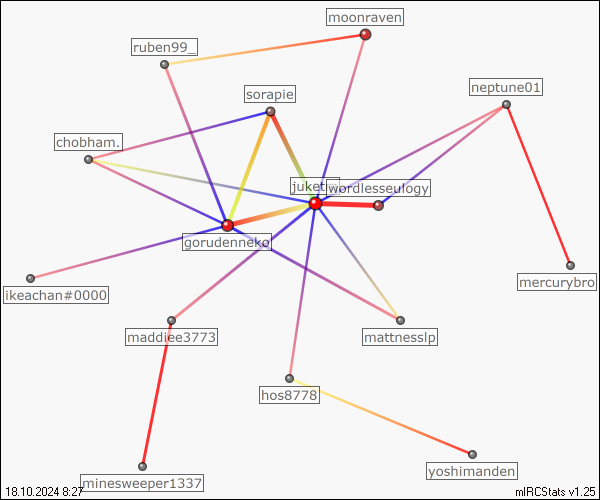 moonraven
ruben99_
neptune01
sorapie
chobham.
juket
wordlesseulogy
gorudenneko
mercurybro
ikeachan#0000
maddiee3773
mattnesslp
hos8778
yoshimanden
minesweeper1337
18.10.2024 8:27
mIRCStats v1.25